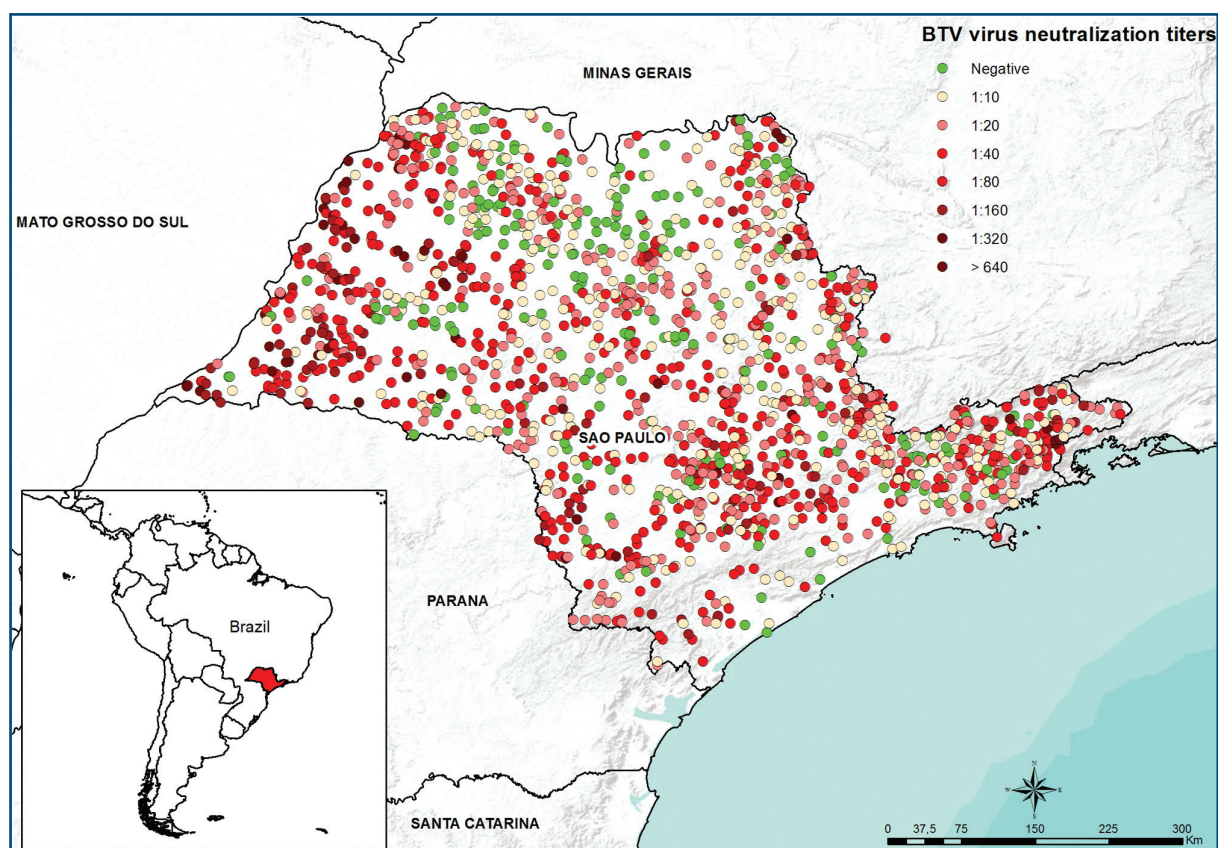 BTV virus neutralization titers
Negative
1:10
1:20
1:40
1:80
1:160
1:320
> 640
MINAS GERAIS
MATO GROSSO DO SUL
SAO PAULO
PARANA
Brazil
SANTA CATARINA
N
W E
S
0 37,5 75 150 225 300
Km